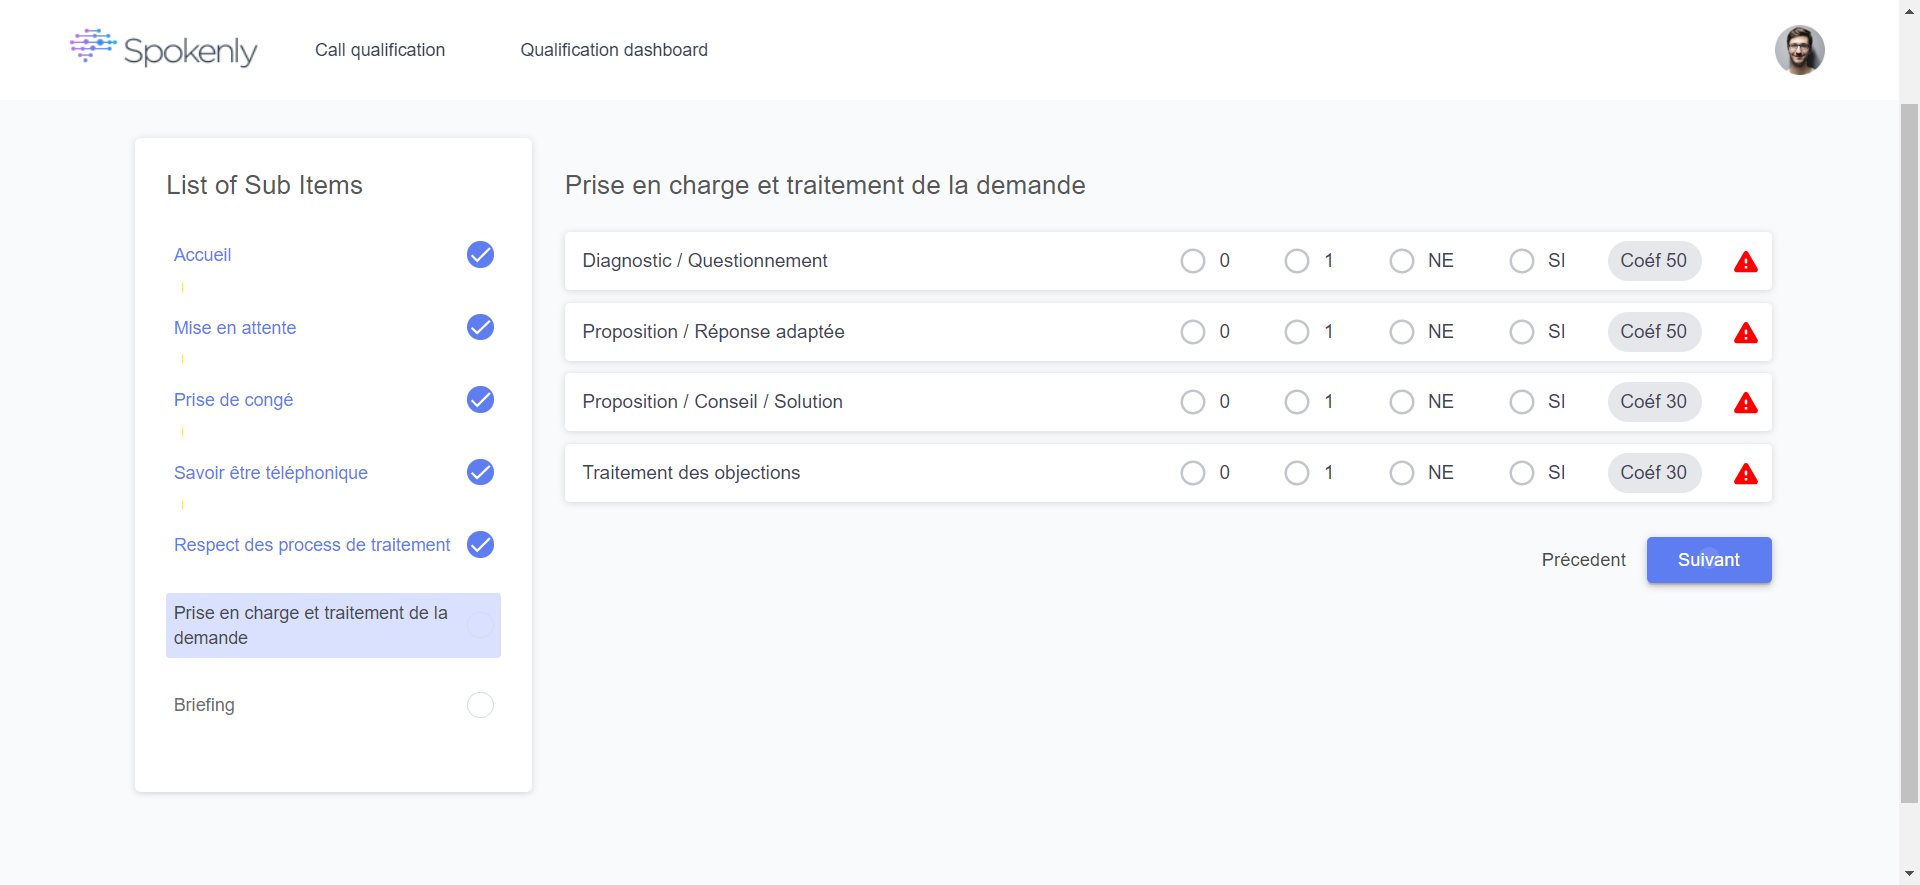 Spokenly
Call qualification
Qualification dashboard
List of Sub Items
Accueil
Mise en attente
Prise de congé
Savoir être téléphonique
Respect des process de traitement
Prise en charge et traitement de la
demande
Briefing
Prise en charge et traitement de la demande
Diagnostic / Questionnement 0 1 NE SI Coéf 50
Proposition / Réponse adaptée 0 1 NE SI Coéf 50
Proposition / Conseil / Solution 0 1 NE SI Coéf 30
Traitement des objections 0 1 NE SI Coéf 30
Précedent Suivant